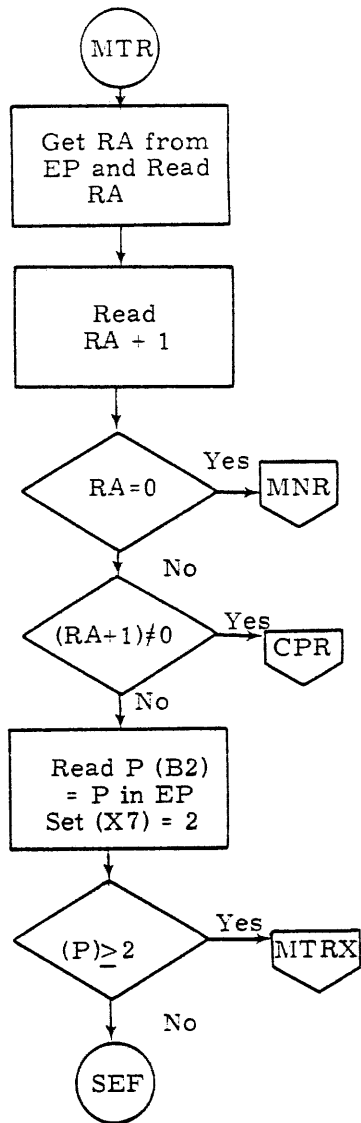 MTR
Get RA from
EP and Read
RA
Read
RA + 1
RA=0
Yes
MNR
No
(RA+1)≠0
Yes
CPR
No
Read P (B2)
= P in EP
Set (X7) = 2
(P)≥2
Yes
MTRX
No
SEF